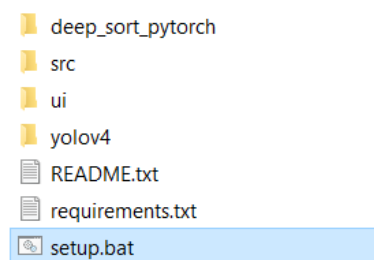 deep_sort_pytorch
src
ui
yolov4
README.txt
requirements.txt
setup.bat